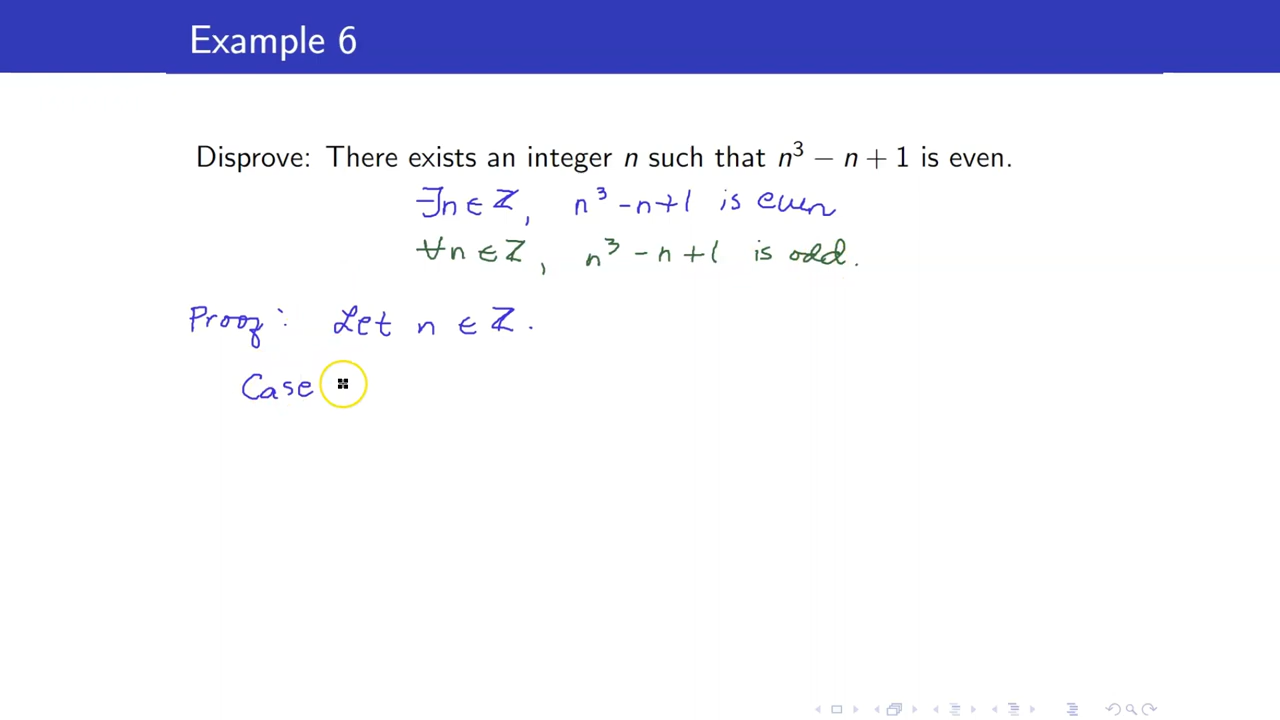 Example 6
Disprove: There exists an integer n such that n³ − n + 1 is even.
∃n ∈ ℤ, n³ - n + 1 is even
∀n ∈ ℤ, n³ - n + 1 is odd.
Proof: Let n ∈ ℤ.
Case